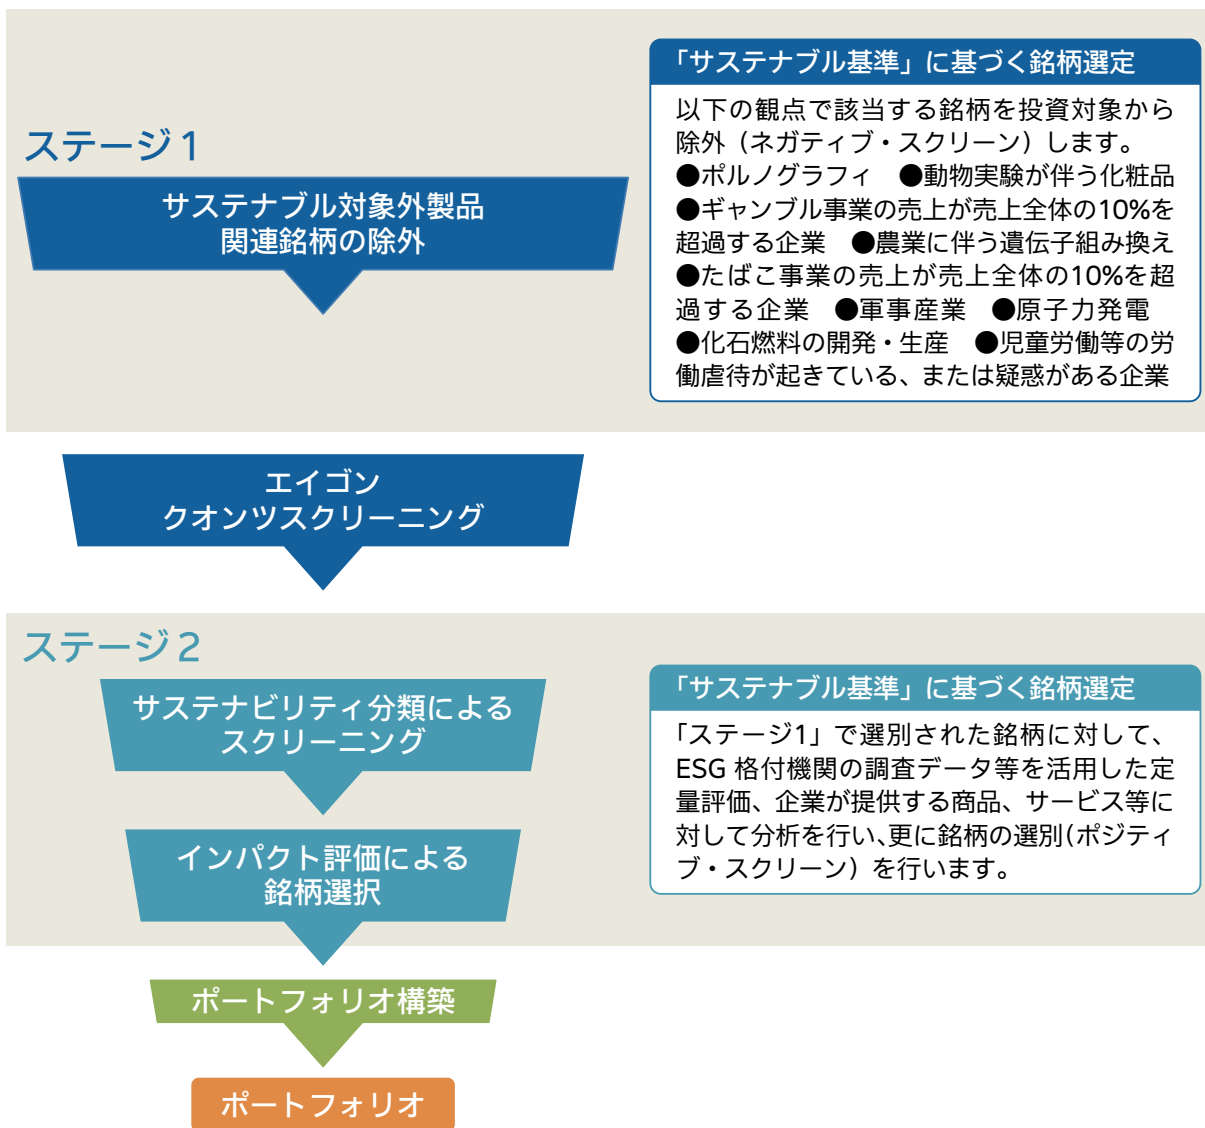 ステージ1
サステナブル対象外製品
関連銘柄の除外
「サステナブル基準」に基づく銘柄選定
以下の観点で該当する銘柄を投資対象から
除外（ネガティブ・スクリーン）します。
●ポルノグラフィ　●動物実験が伴う化粧品
●ギャンブル事業の売上が売上全体の10%を
超過する企業　●農業に伴う遺伝子組み換え
●たばこ事業の売上が売上全体の10%を超
過する企業　●軍事産業　●原子力発電
●化石燃料の開発・生産　●児童労働等の労
働虐待が起きている、または疑惑がある企業
エイゴン
クオンツスクリーニング
ステージ2
サステナビリティ分類による
スクリーニング
インパクト評価による
銘柄選択
「サステナブル基準」に基づく銘柄選定
「ステージ1」で選別された銘柄に対して、
ESG 格付機関の調査データ等を活用した定
量評価、企業が提供する商品、サービス等に
対して分析を行い、更に銘柄の選別（ポジティ
ブ・スクリーン）を行います。
ポートフォリオ構築
ポートフォリオ